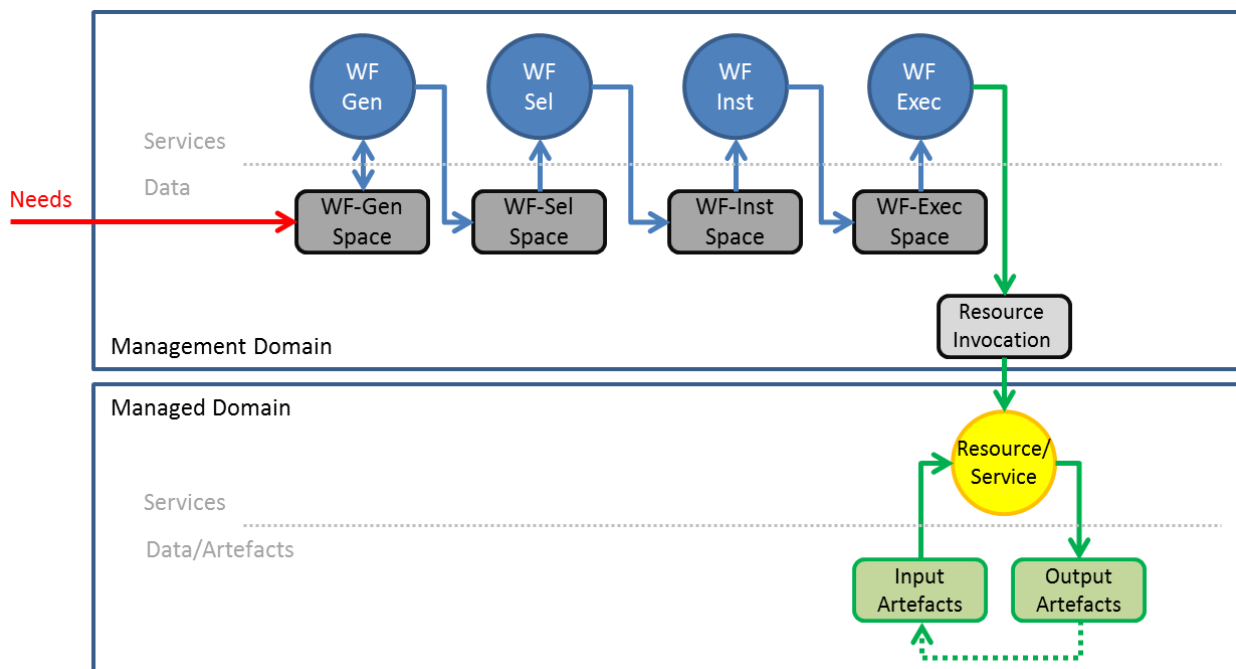 WF
Gen
WF
Sel
WF
Inst
WF
Exec
Services
Data
Needs
WF-Gen
Space
WF-Sel
Space
WF-Inst
Space
WF-Exec
Space
Resource
Invocation
Management Domain
Managed Domain
Resource/
Service
Services
Data/Artefacts
Input
Artefacts
Output
Artefacts